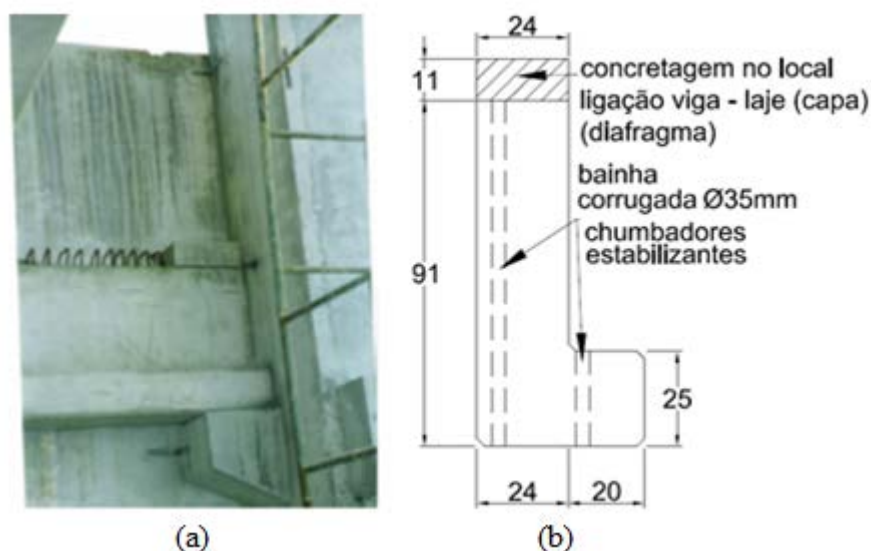 24
11
concretagem no local
ligação viga - laje (capa)
(diafragma)
bainha
corrugada Ø35mm
chumbadores
estabilizantes
91
25
24
20
(a)
(b)